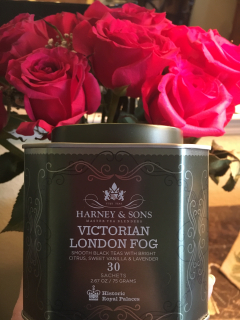 HARNEY & SONS
MASTER TEA BLENDERS
VICTORIAN
LONDON FOG
SMOOTH BLACK TEAS WITH BRIGHT
CITRUS, SWEET VANILLA & LAVENDER
30
SACHETS
2.67 OZ / 75 GRAMS
Historic
Royal Palaces